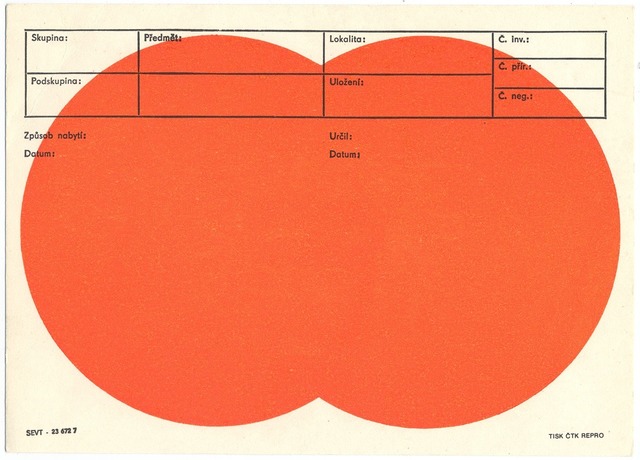 Skupina:
Předmět:
Lokalita:
Č. inv.:
Č. přír.:
Podskupina:
Uložení:
Č. neg.:
Způsob nabytí:
Určil:
Datum:
Datum:
SEVT - 23 672 7
TISK ČTK REPRO